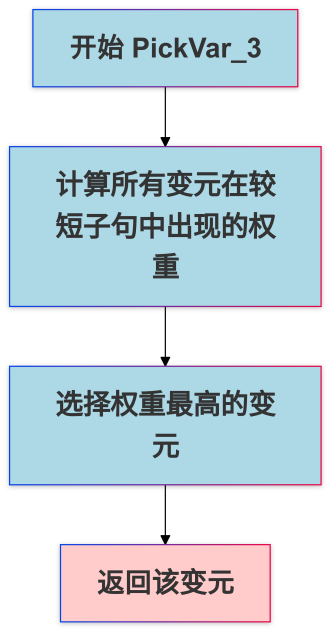 开始 PickVar_3
计算所有变元在较
短子句中出现的权
重
选择权重最高的变
元
返回该变元